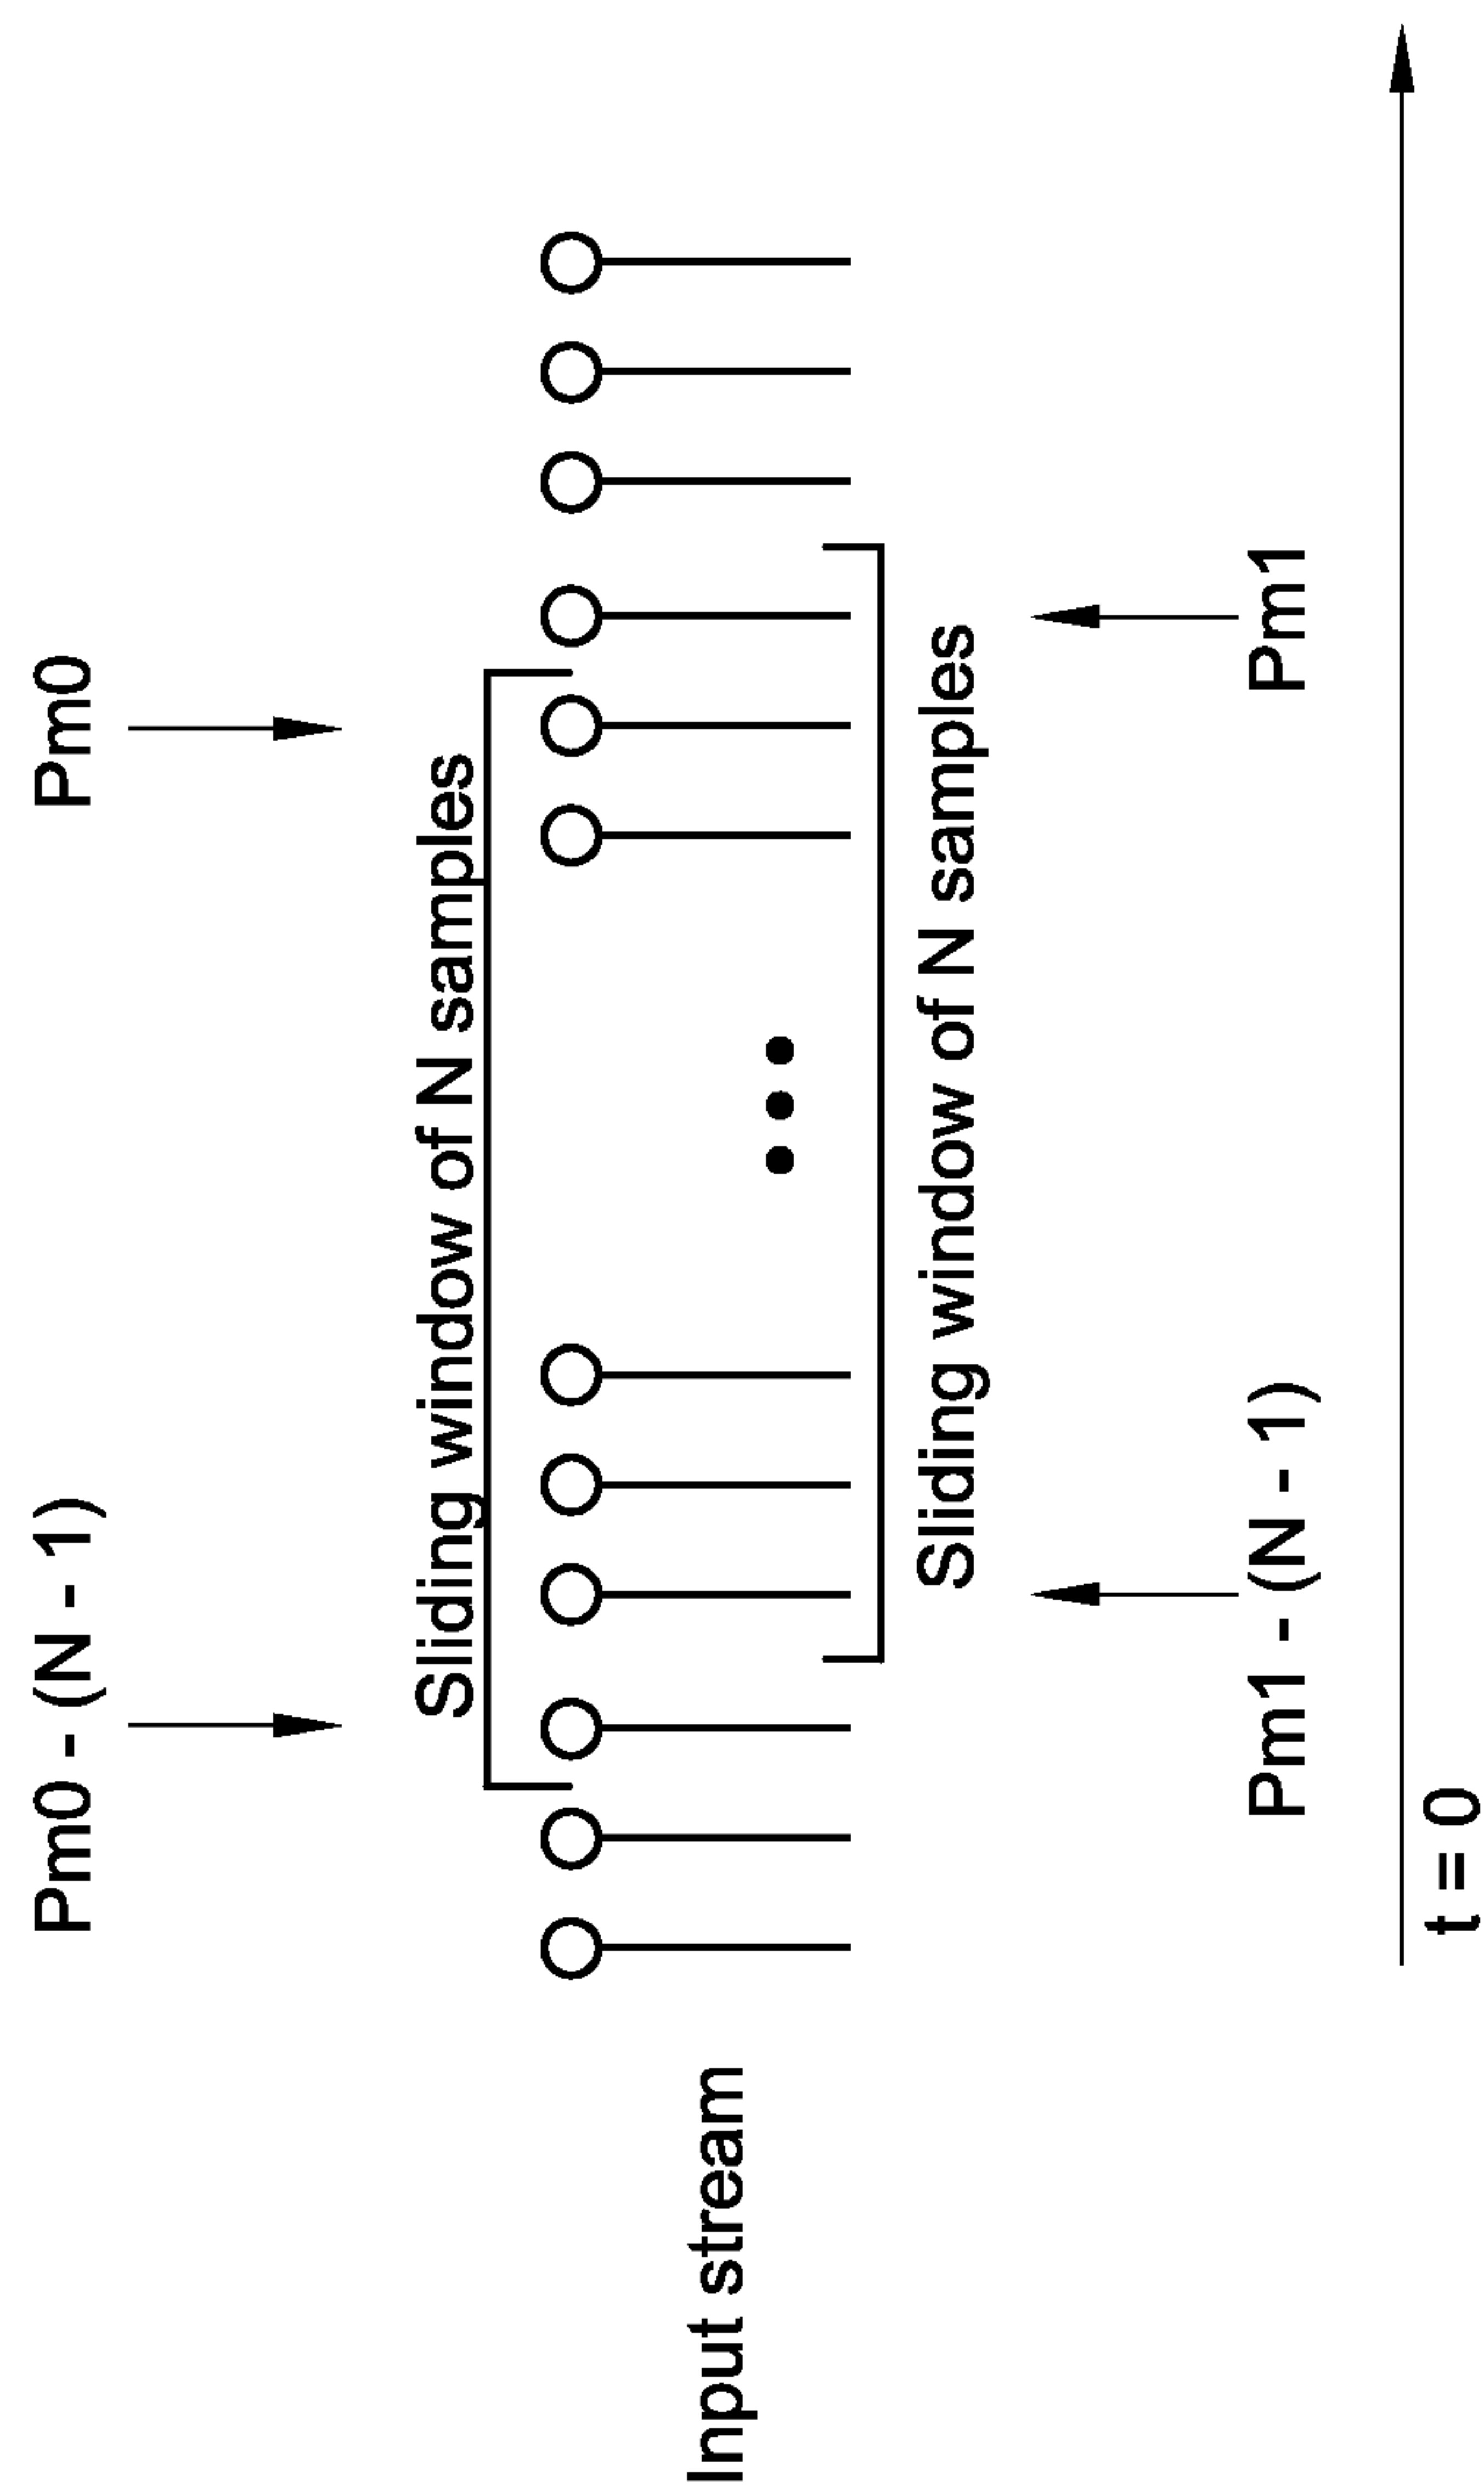 Pm0 - (N - 1)
Pm0
Sliding window of N samples
Input stream
Sliding window of N samples
Pm1 - (N - 1)
Pm1
t = 0